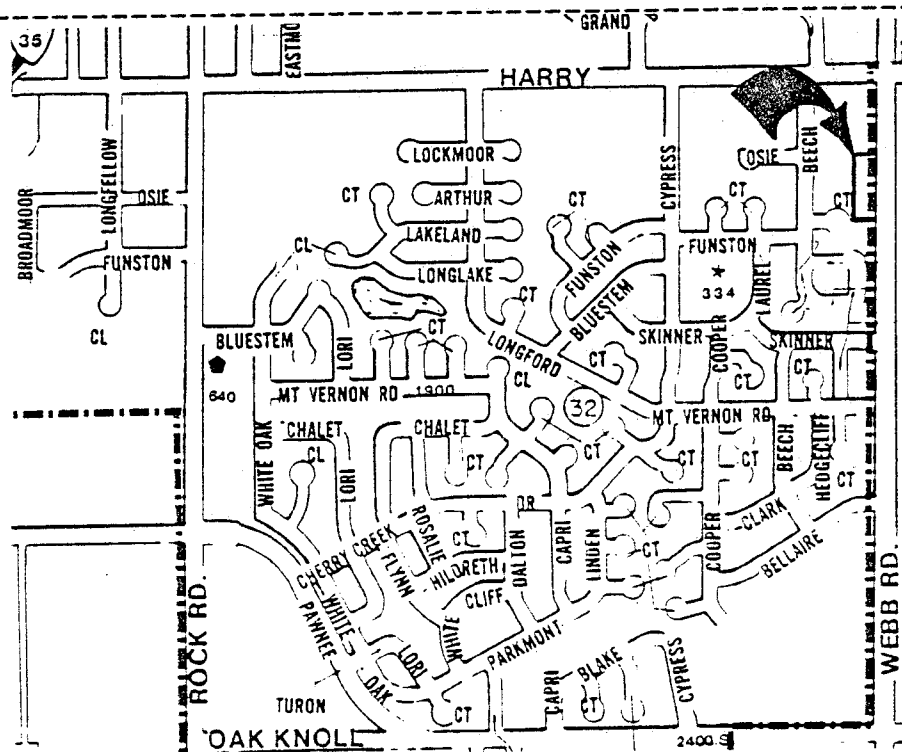 GRAND
35
EASTMO
HARRY
LOCKMOOR
OSIE
BEECH
LONGFELLOW
CYPRESS
BROADMOOR
OSIE
CT
ARTHUR
CT
CT
CT
LAKELAND
FUNSTON
CL
FUNSTON
LONGLAKE
FUNSTON
LAUREL
334
CT
BLUESTEM
CL
BLUESTEM
CT
SKINNER
COOPER
SKINNER
LORI
LONGFORD
CT
CL
CT
CT
640
MT VERNON RD
1900
32
MT VERNON RD
CHALET
CHALET
WHITE OAK
CL
LORI
CT
CT
CT
CT
BEECH
HEDGECLIFF
CT
DR
ROSALIE
CLARK
CHERRY CREEK
CT
DALTON
CAPRI
LINDEN
CT
COOPER
FLYNN
HILDRETH
BELLAIRE
ROCK RD.
WHITE
PAWNEE
CLIFF
WHITE
WEBB RD.
LORI
PARKMONT
OAK
CAPRI
BLAKE
CYPRESS
TURON
CT
CT
OAK KNOLL
2400 S